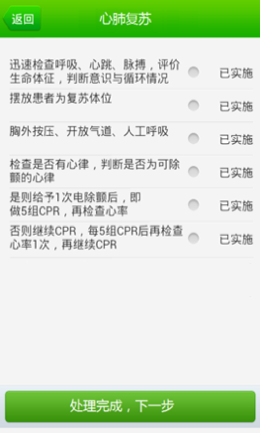 返回
心肺复苏
迅速检查呼吸、心跳、脉搏，评价
生命体征，判断意识与循环情况
已实施
摆放患者为复苏体位
已实施
胸外按压、开放气道、人工呼吸
已实施
检查是否有心律，判断是否为可除
颤的心律
已实施
是则给予1次电除颤后，即
做5组CPR，再检查心率
已实施
否则继续CPR，每5组CPR后再检查
心率1次，再继续CPR
已实施
处理完成，下一步